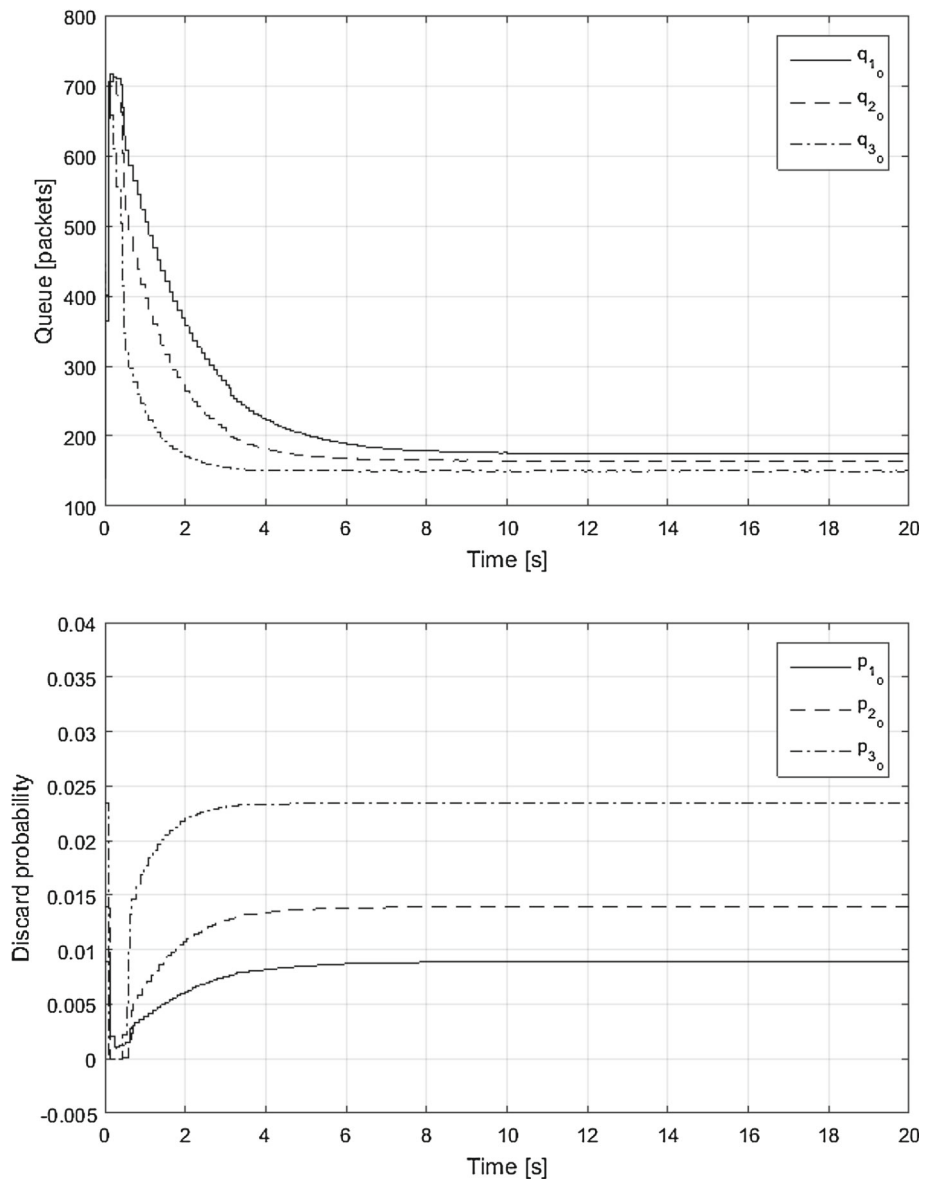 800
700
600
500
400
300
200
100
Queue [packets]
q1o
q2o
q3o
0 2 4 6 8 10 12 14 16 18 20
Time [s]
0.04
0.035
0.03
0.025
0.02
0.015
0.01
0.005
0
-0.005
Discard probability
p1o
p2o
p3o
0 2 4 6 8 10 12 14 16 18 20
Time [s]